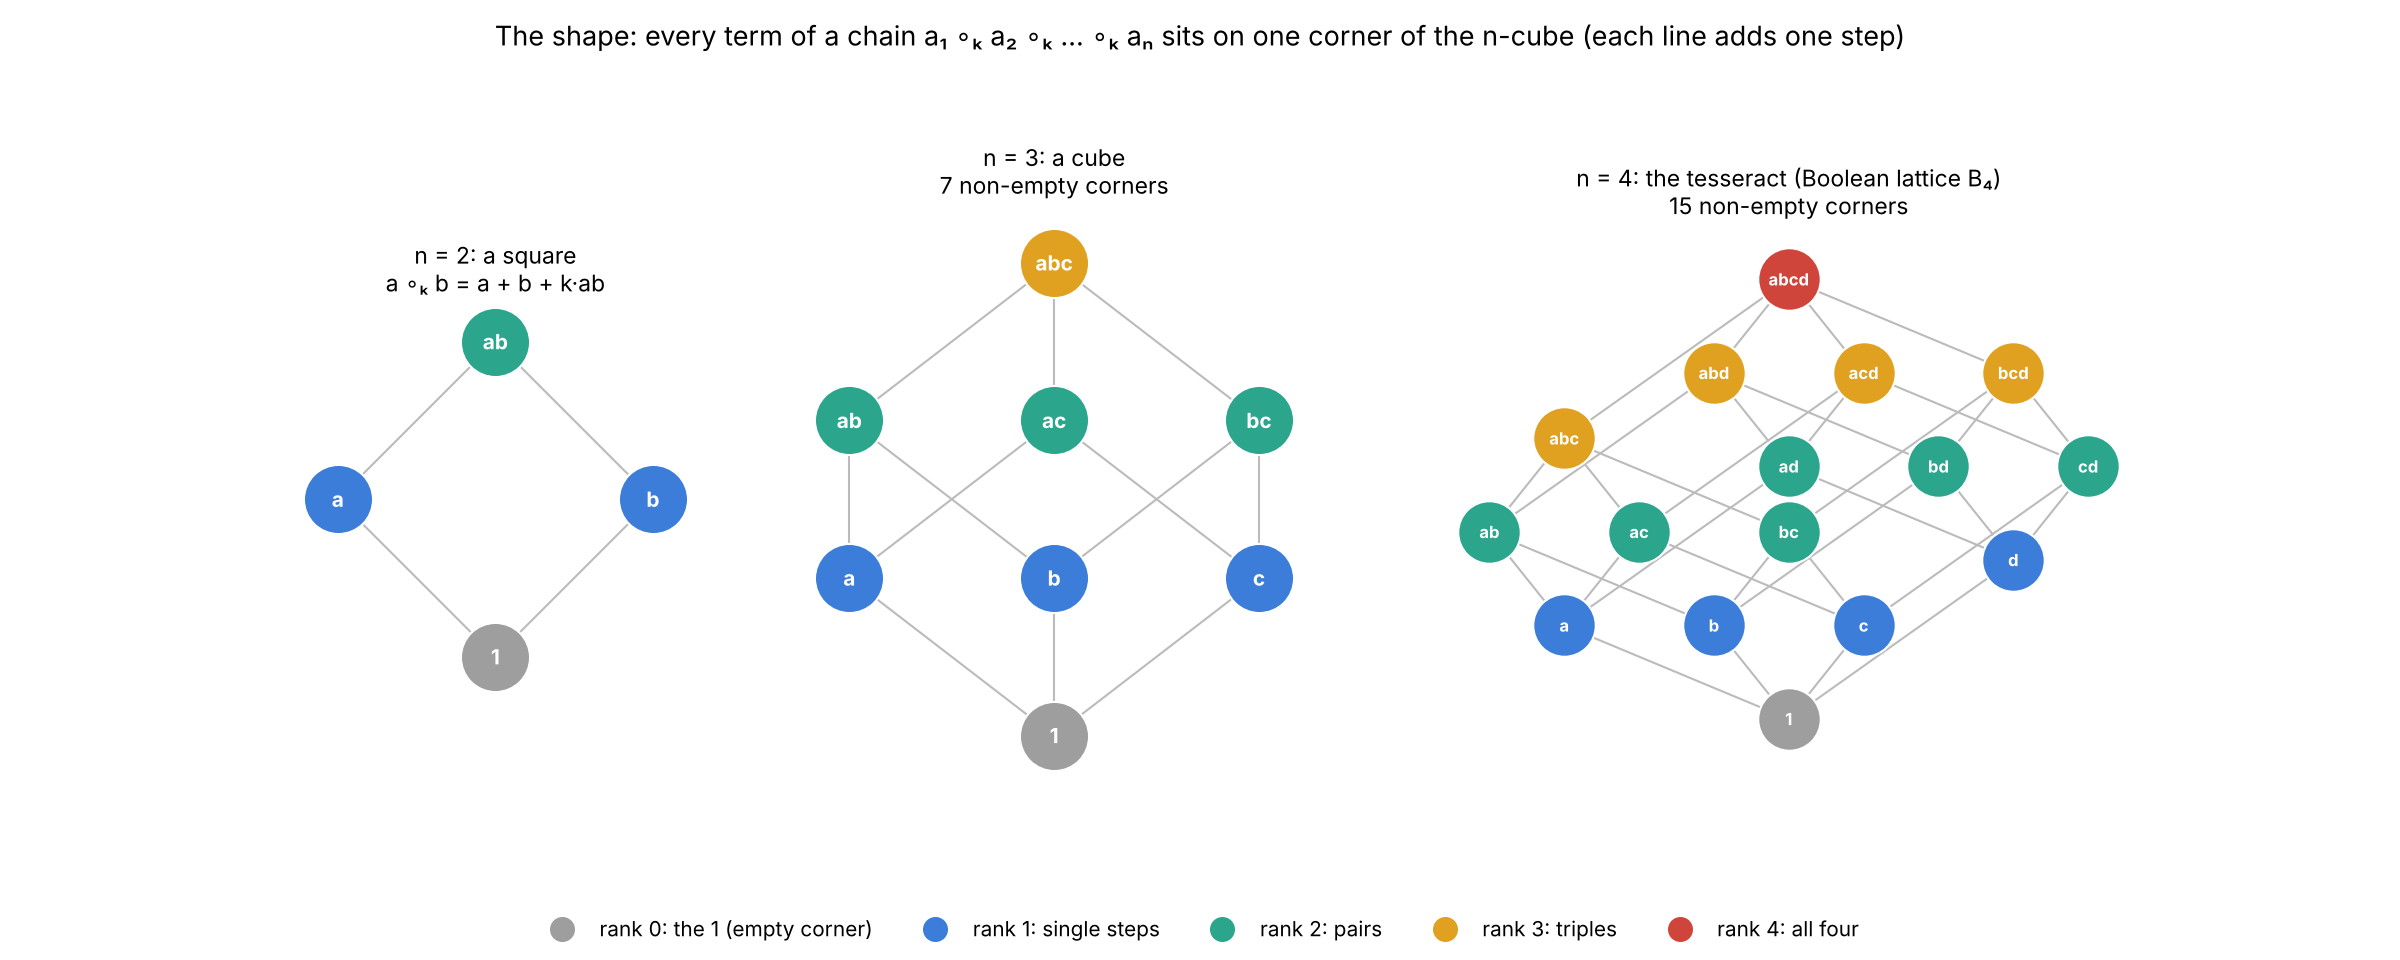 The shape: every term of a chain a₁ ∘ₖ a₂ ∘ₖ … ∘ₖ aₙ sits on one corner of the n-cube (each line adds one step)
n = 2: a square
a ∘ₖ b = a + b + k·ab
ab
a
b
1
n = 3: a cube
7 non-empty corners
abc
ab
ac
bc
a
b
c
1
n = 4: the tesseract (Boolean lattice B₄)
15 non-empty corners
abcd
abd
acd
bcd
abc
ad
bd
cd
ab
ac
bc
d
a
b
c
1
rank 0: the 1 (empty corner)
rank 1: single steps
rank 2: pairs
rank 3: triples
rank 4: all four